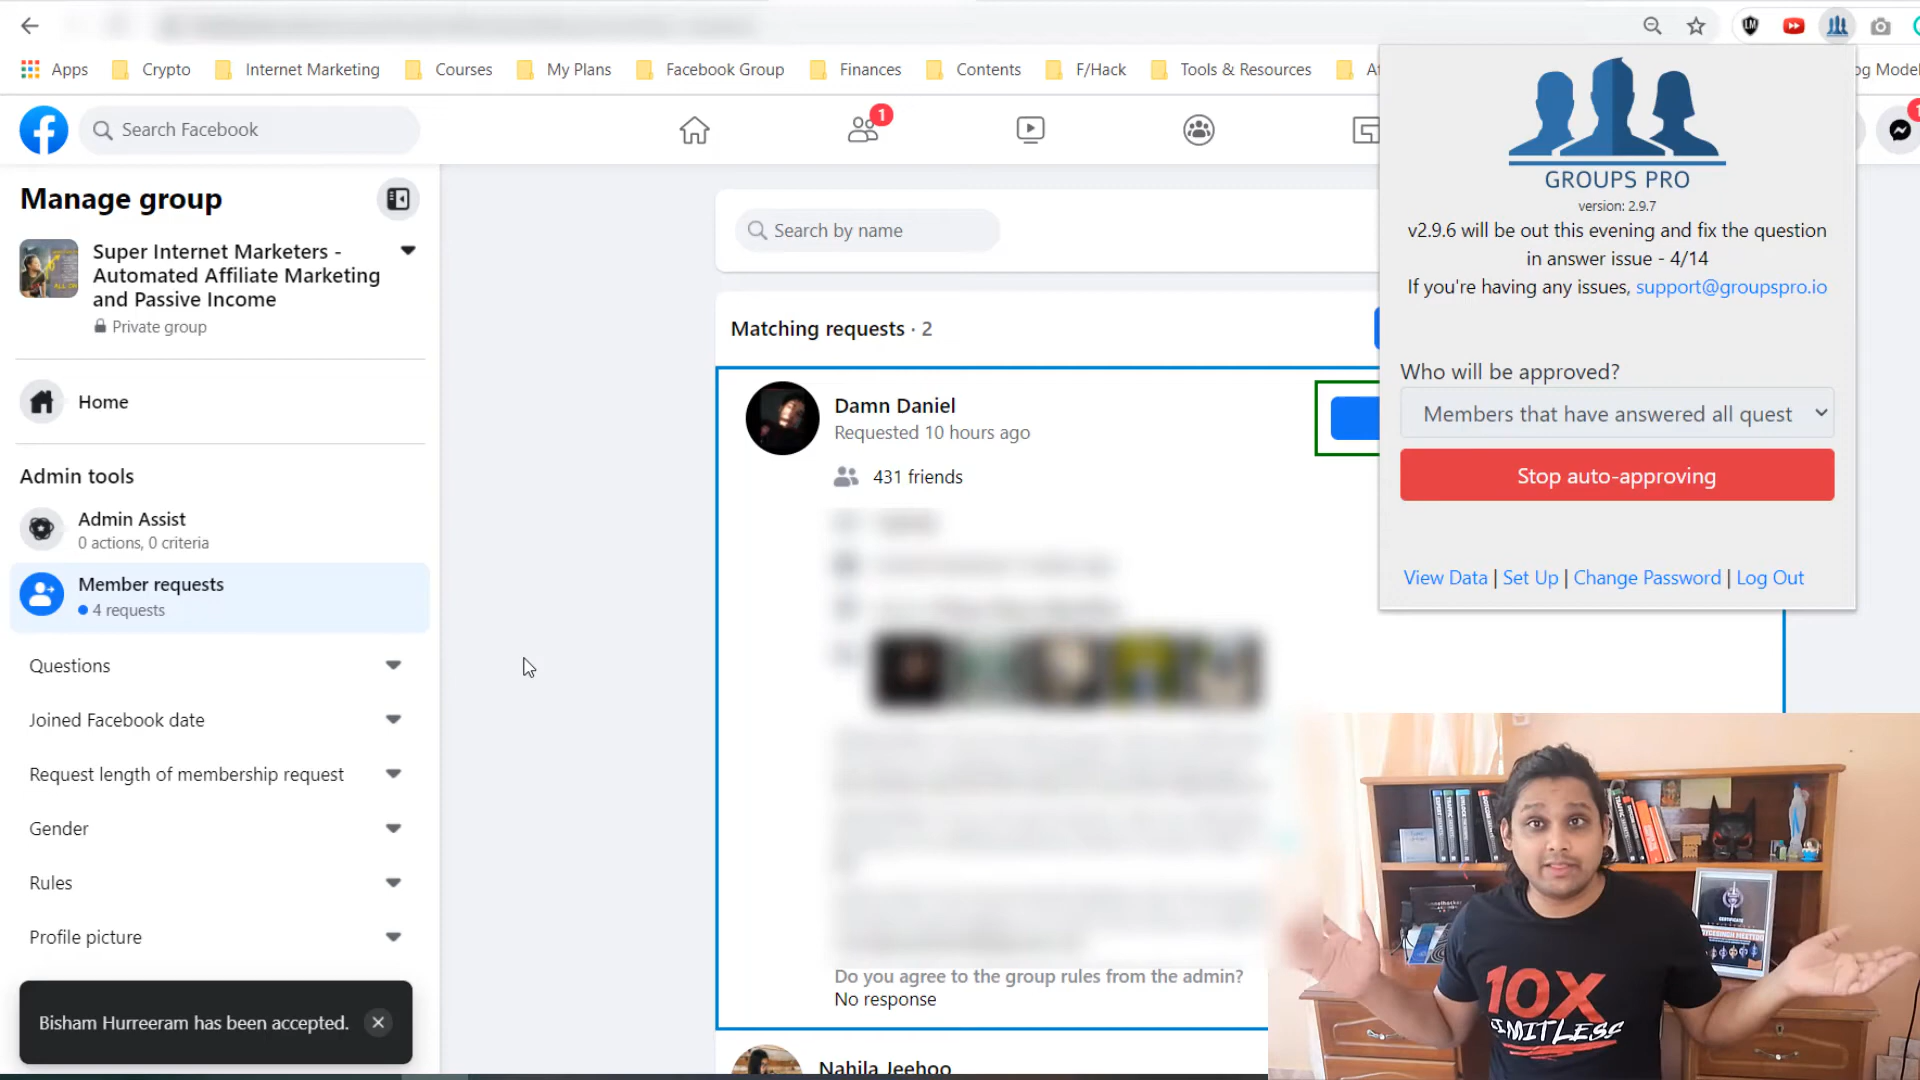 Apps
Crypto
Internet Marketing
Courses
My Plans
Facebook Group
Finances
Contents
F/Hack
Tools & Resources
Search Facebook
1
Manage group
Super Internet Marketers -
Automated Affiliate Marketing
and Passive Income
Private group
Home
Admin tools
Admin Assist
0 actions, 0 criteria
Member requests
4 requests
Questions
Joined Facebook date
Request length of membership request
Gender
Rules
Profile picture
Bisham Hurreeram has been accepted.
Search by name
Matching requests · 2
Damn Daniel
Requested 10 hours ago
431 friends
Do you agree to the group rules from the admin?
No response
Nahila Jeehoo
GROUPS PRO
version: 2.9.7
v2.9.6 will be out this evening and fix the question
in answer issue - 4/14
If you're having any issues, support@groupspro.io
Who will be approved?
Members that have answered all quest
Stop auto-approving
View Data | Set Up | Change Password | Log Out
10X
LIMITLESS